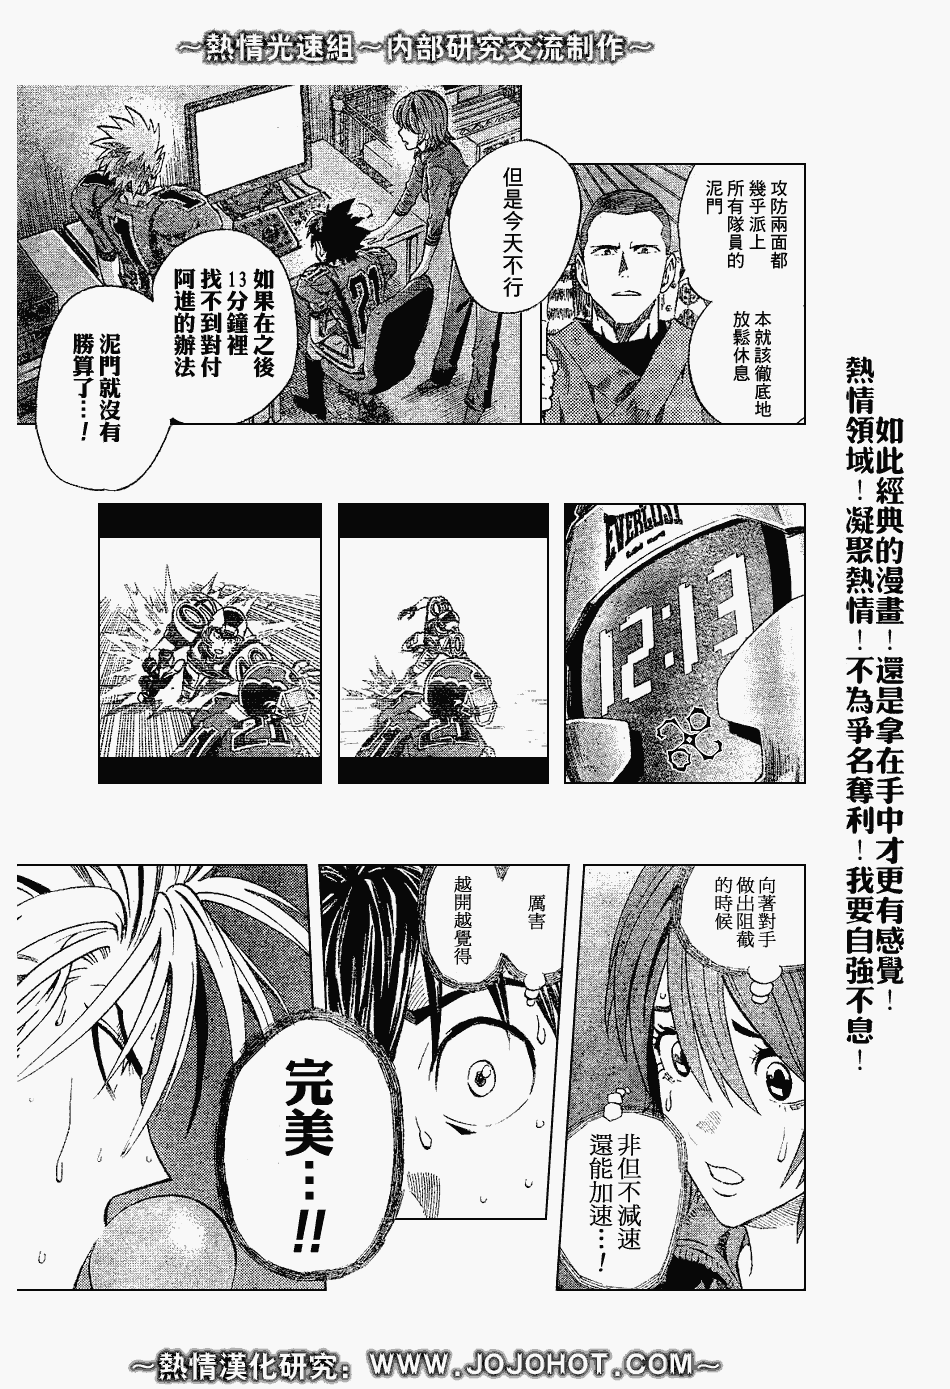 ～熱情光速組～内部研究交流制作～
攻防兩面都
幾乎派上
所有隊員的
泥門
本就該徹底地
放鬆休息
但是今天不行
如果在之後
13分鐘裡
找不到對付
阿進的辦法
泥門就沒有
勝算了…!
EVERLOST
12:13
40
21
向著對手
做出阻截
的時候
非但不減速
還能加速…!
厲害
越開越覺得
完美…!!
如此經典的漫畫！還是拿在手中才更有感覺！
熱情領域！凝聚熱情！不為爭名奪利！我要自強不息！
～熱情漢化研究：WWW.JOJOHOT.COM～